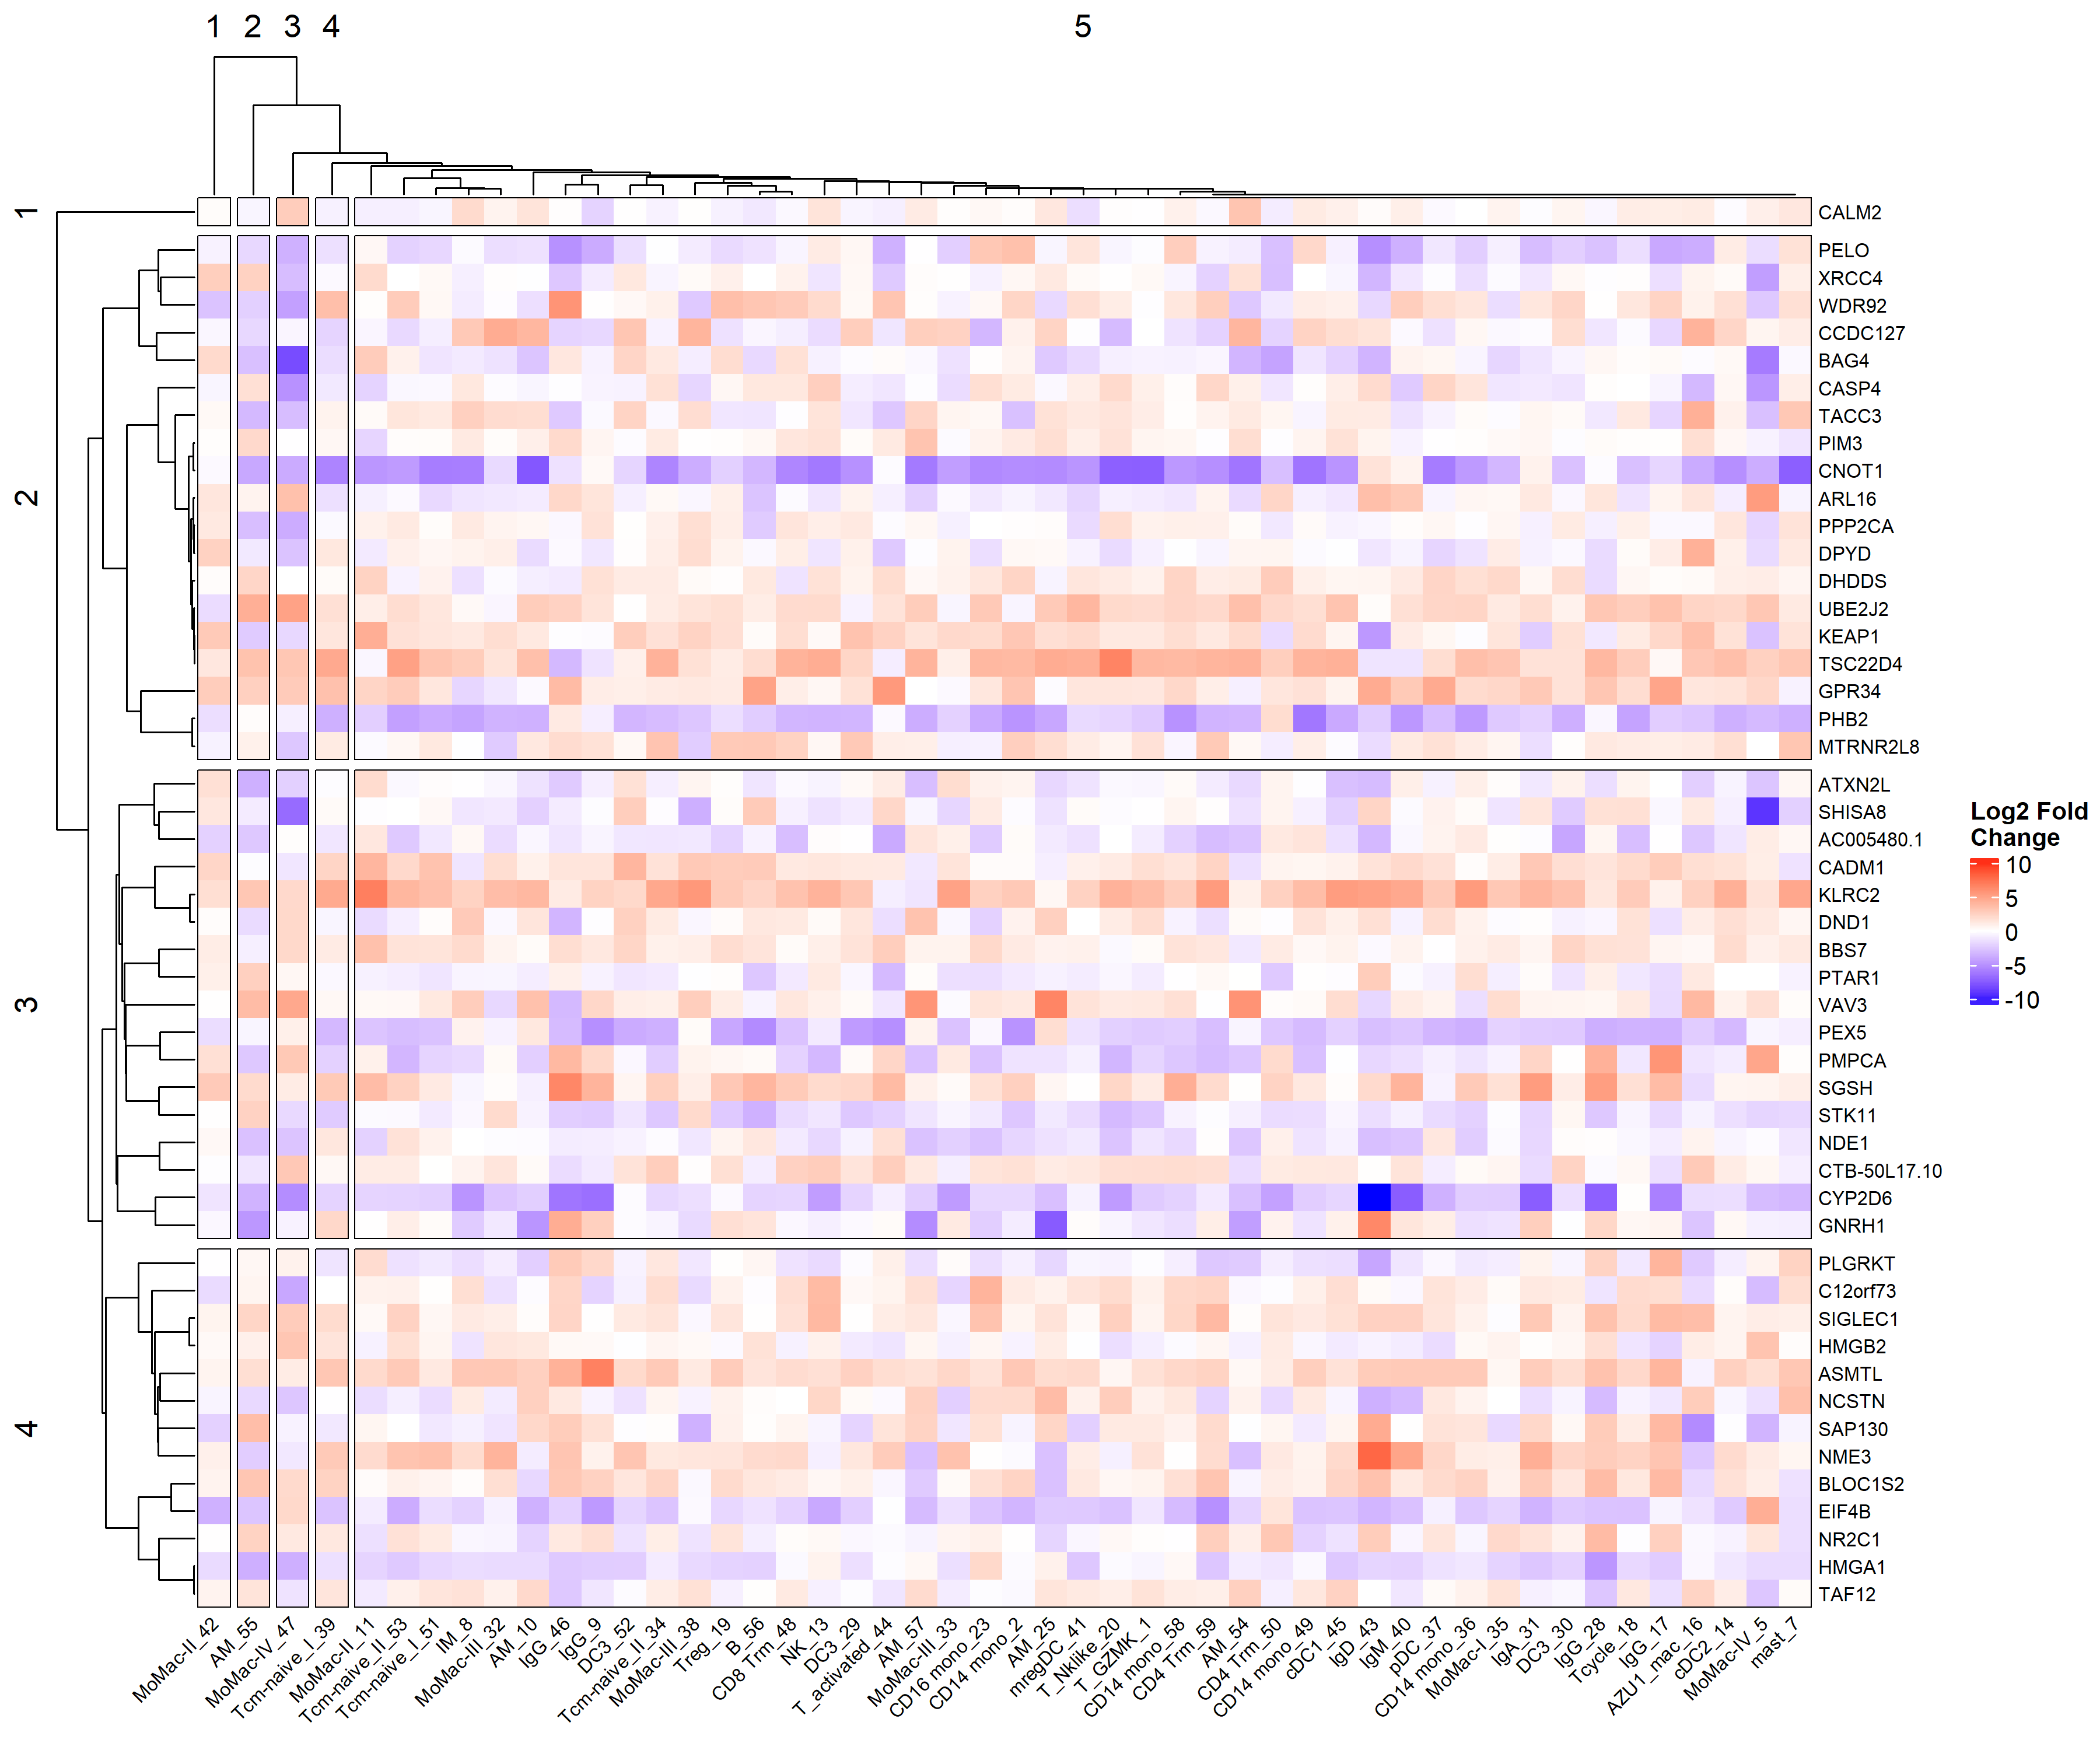 1 2 3 4 5
1
CALM2
2
PELO
XRCC4
WDR92
CCDC127
BAG4
CASP4
TACC3
PIM3
CNOT1
ARL16
PPP2CA
DPYD
DHDDS
UBE2J2
KEAP1
TSC22D4
GPR34
PHB2
MTRNR2L8
3
ATXN2L
SHISA8
AC005480.1
CADM1
KLRC2
DND1
BBS7
PTAR1
VAV3
PEX5
PMPCA
SGSH
STK11
NDE1
CTB-50L17.10
CYP2D6
GNRH1
4
PLGRKT
C12orf73
SIGLEC1
HMGB2
ASMTL
NCSTN
SAP130
NME3
BLOC1S2
EIF4B
NR2C1
HMGA1
TAF12
Log2 Fold
Change
10
5
0
-5
-10
MoMac-II_42
AM_55
MoMac-IV_47
Tcm-naive_I_39
MoMac-II_11
Tcm-naive_II_53
Tcm-naive_I_51
IM_8
MoMac-III_32
AM_10
IgG_46
IgG_9
DC3_52
Tcm-naive_II_34
MoMac-III_38
Treg_19
B_56
CD8 Trm_48
NK_13
DC3_29
T_activated_44
AM_57
MoMac-III_33
CD16 mono_23
CD14 mono_2
AM_25
mregDC_41
T_Nklike_20
T_GZMK_1
CD14 mono_58
CD4 Trm_59
AM_54
CD4 Trm_50
CD14 mono_49
cDC1_45
IgD_43
IgM_40
pDC_37
CD14 mono_36
MoMac-I_35
IgA_31
DC3_30
IgG_28
Tcycle_18
IgG_17
AZU1_mac_16
cDC2_14
MoMac-IV_5
mast_7